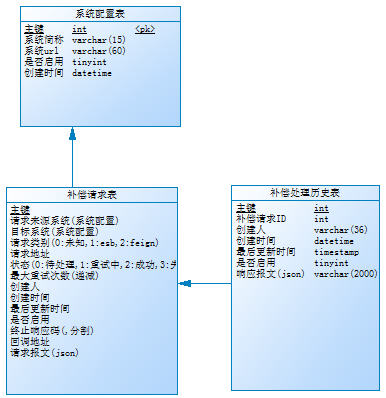 系统配置表
主键 int <pk>
系统简称 varchar(15)
系统url varchar(60)
是否启用 tinyint
创建时间 datetime
补偿请求表
主键
请求来源系统(系统配置)
目标系统(系统配置)
请求类别(0:未知,1:esb,2:feign)
请求地址
状态(0:待处理,1:重试中,2:成功,3:失
最大重试次数(递减)
创建人
创建时间
最后更新时间
是否启用
终止响应码(,分割)
回调地址
请求报文(json)
补偿处理历史表
主键 int
补偿请求ID int
创建人 varchar(36)
创建时间 datetime
最后更新时间 timestamp
是否启用 tinyint
响应报文(json) varchar(2000)